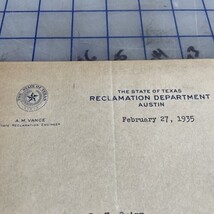 THE STATE OF TEXAS
RECLAMATION DEPARTMENT
AUSTIN
A. M. VANCE
STATE RECLAMATION ENGINEER
February 27, 1935